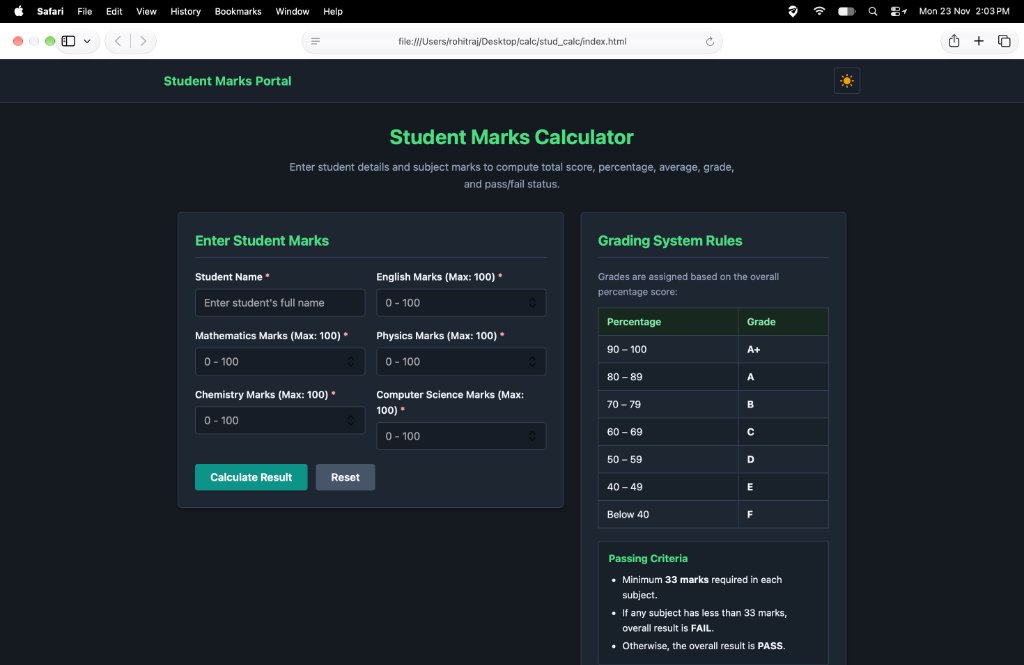 Safari File Edit View History Bookmarks Window Help Mon 23 Nov 2:03 PM
file:///Users/rohitraj/Desktop/calc/stud_calc/index.html
Student Marks Portal
Student Marks Calculator
Enter student details and subject marks to compute total score, percentage, average, grade,
and pass/fail status.
Enter Student Marks
Student Name *
Enter student's full name
English Marks (Max: 100) *
0 - 100
Mathematics Marks (Max: 100) *
0 - 100
Physics Marks (Max: 100) *
0 - 100
Chemistry Marks (Max: 100) *
0 - 100
Computer Science Marks (Max:
100) *
0 - 100
Calculate Result
Reset
Grading System Rules
Grades are assigned based on the overall
percentage score:
Percentage Grade
90 – 100 A+
80 – 89 A
70 – 79 B
60 – 69 C
50 – 59 D
40 – 49 E
Below 40 F
Passing Criteria
• Minimum 33 marks required in each
subject.
• If any subject has less than 33 marks,
overall result is FAIL.
• Otherwise, the overall result is PASS.